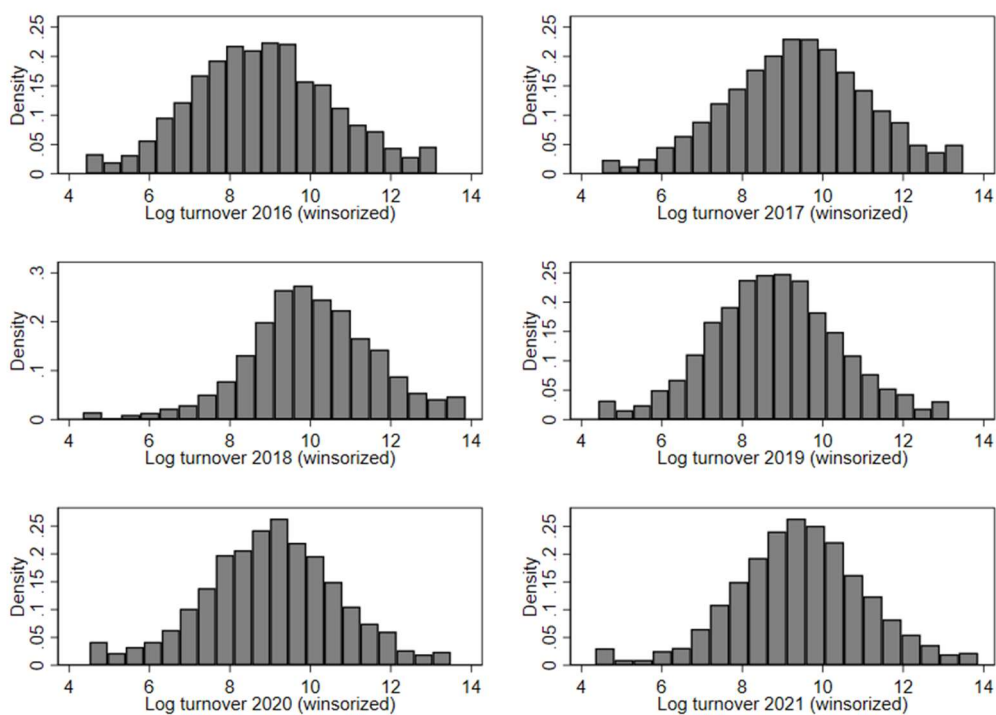 .25
.2
.15
.1
.05
0
Density
4 6 8 10 12 14
Log turnover 2016 (winsorized)
.25
.2
.15
.1
.05
0
Density
4 6 8 10 12 14
Log turnover 2017 (winsorized)
.3
.2
.1
0
Density
4 6 8 10 12 14
Log turnover 2018 (winsorized)
.25
.2
.15
.1
.05
0
Density
4 6 8 10 12 14
Log turnover 2019 (winsorized)
.25
.2
.15
.1
.05
0
Density
4 6 8 10 12 14
Log turnover 2020 (winsorized)
.25
.2
.15
.1
.05
0
Density
4 6 8 10 12 14
Log turnover 2021 (winsorized)